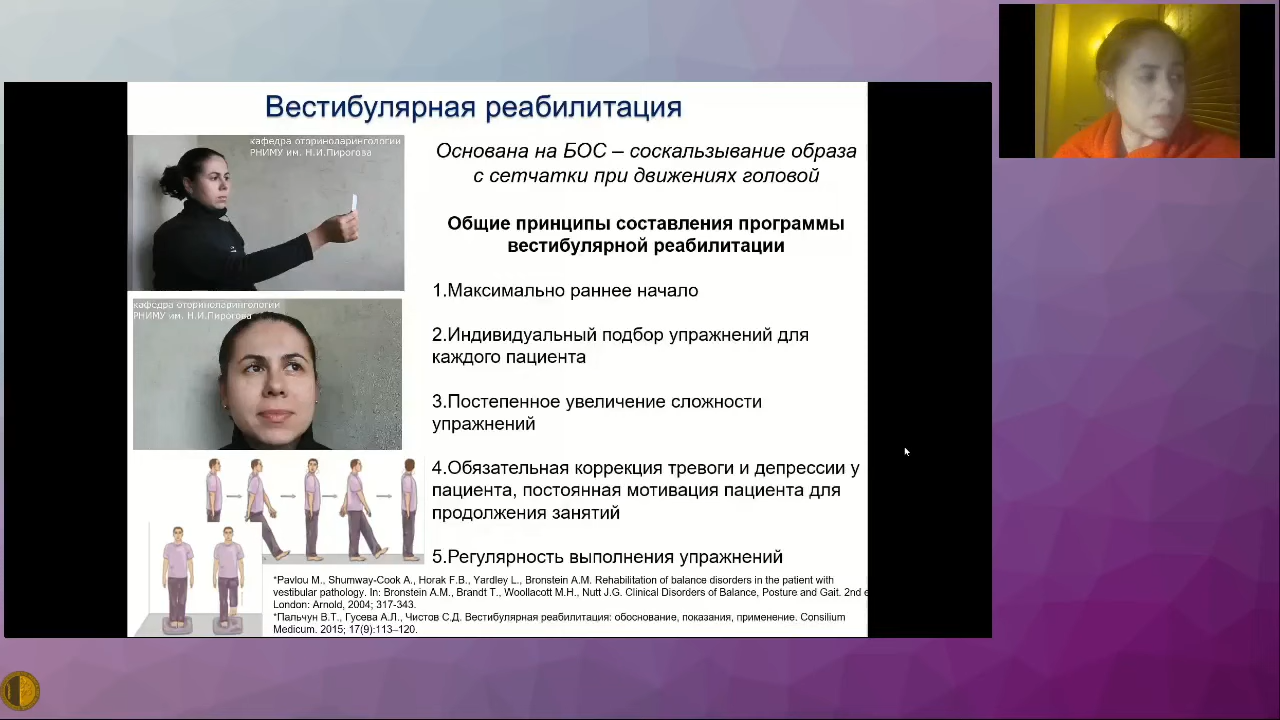 Вестибулярная реабилитация
кафедра оториноларингологии
РНИМУ им. Н.И.Пирогова
кафедра оториноларингологии
РНИМУ им. Н.И.Пирогова
Основана на БОС – соскальзывание образа
с сетчатки при движениях головой
Общие принципы составления программы
вестибулярной реабилитации
1.Максимально раннее начало
2.Индивидуальный подбор упражнений для
каждого пациента
3.Постепенное увеличение сложности
упражнений
4.Обязательная коррекция тревоги и депрессии у
пациента, постоянная мотивация пациента для
продолжения занятий
5.Регулярность выполнения упражнений
*Pavlou M., Shumway-Cook A., Horak F.B., Yardley L., Bronstein A.M. Rehabilitation of balance disorders in the patient with
vestibular pathology. In: Bronstein A.M., Brandt T., Woollacott M.H., Nutt J.G. Clinical Disorders of Balance, Posture and Gait. 2nd e
London: Arnold, 2004; 317-343.
*Пальчун В.Т., Гусева А.Л., Чистов С.Д. Вестибулярная реабилитация: обоснование, показания, применение. Consilium
Medicum. 2015; 17(9):113–120.